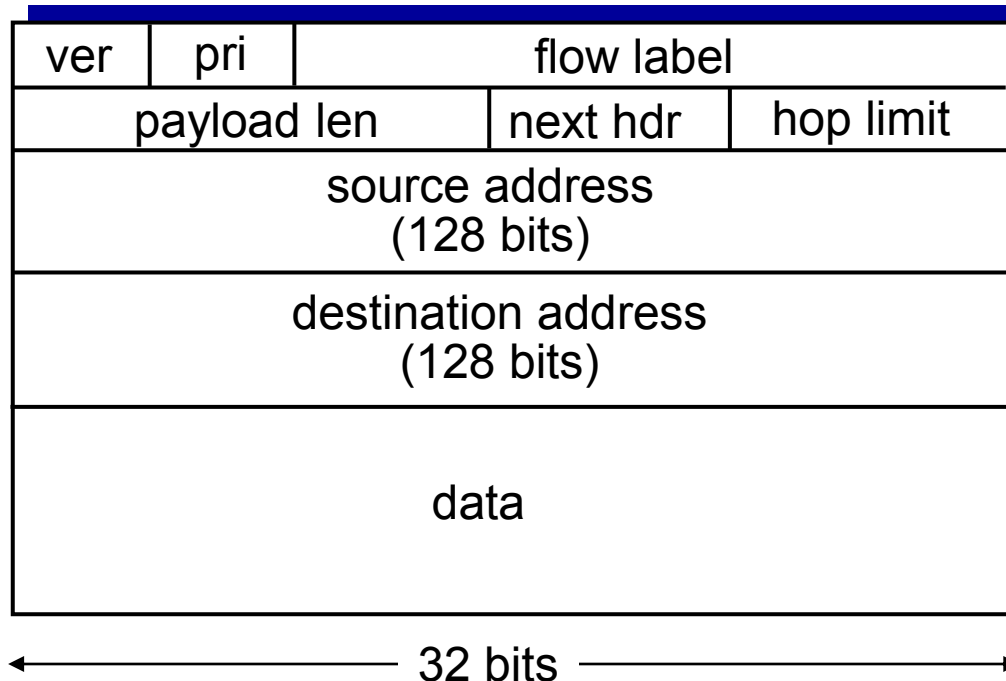 ver pri flow label
payload len next hdr hop limit
source address
(128 bits)
destination address
(128 bits)
data
32 bits